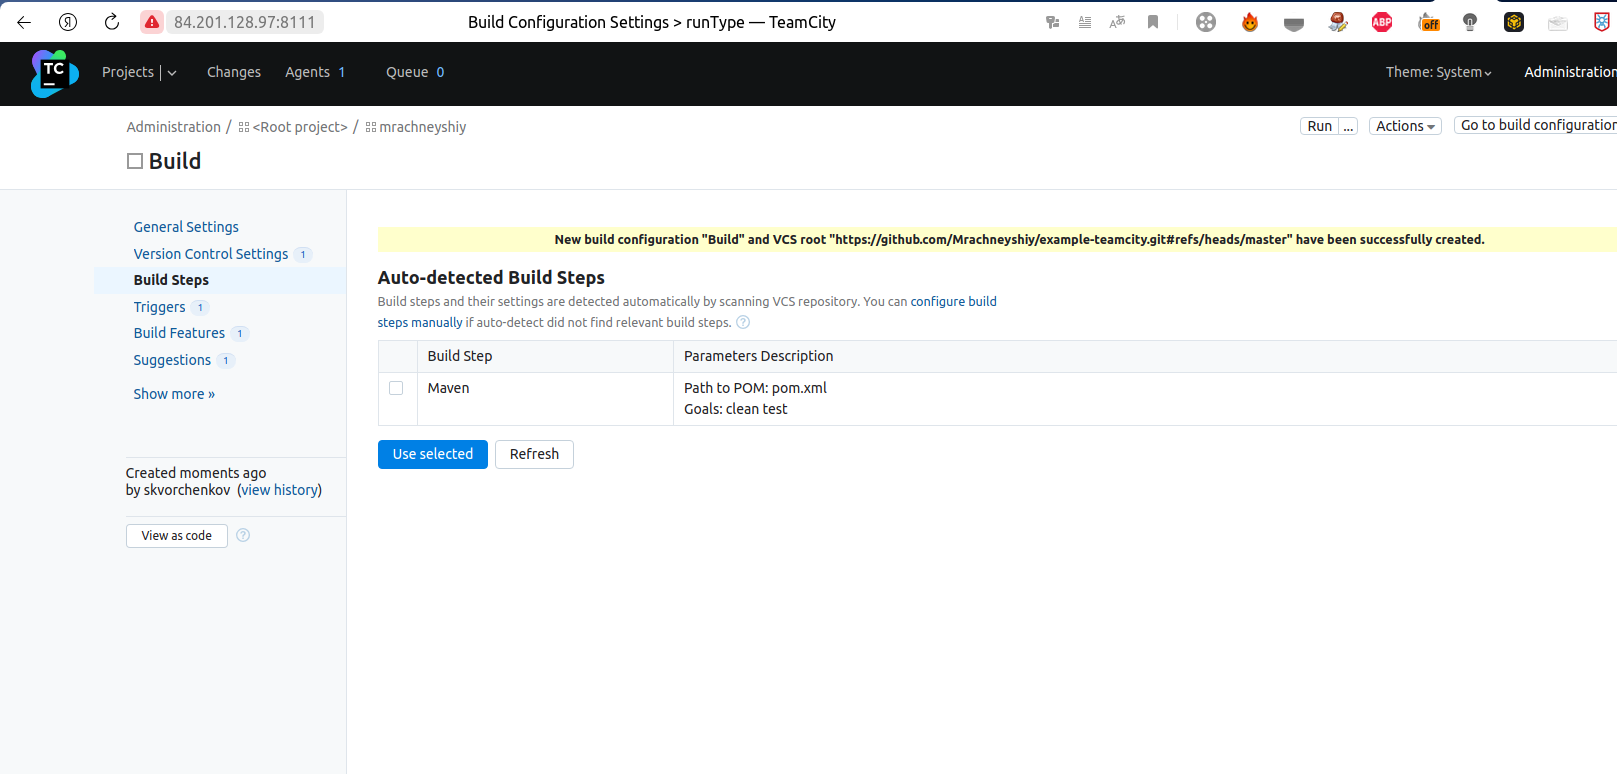 Я 84.201.128.97:8111 Build Configuration Settings > runType — TeamCity ABP off
TC Projects Changes Agents 1 Queue 0 Theme: System Administration
Administration / <Root project> / mrachneyshiy Run ... Actions Go to build configuration
Build
General Settings
Version Control Settings 1
Build Steps
Triggers 1
Build Features 1
Suggestions 1
Show more »
Created moments ago
by skvorchenkov (view history)
View as code ?
New build configuration "Build" and VCS root "https://github.com/Mrachneyshiy/example-teamcity.git#refs/heads/master" have been successfully created.
Auto-detected Build Steps
Build steps and their settings are detected automatically by scanning VCS repository. You can configure build
steps manually if auto-detect did not find relevant build steps. ?
Build Step Parameters Description
Maven Path to POM: pom.xml
Goals: clean test
Use selected Refresh